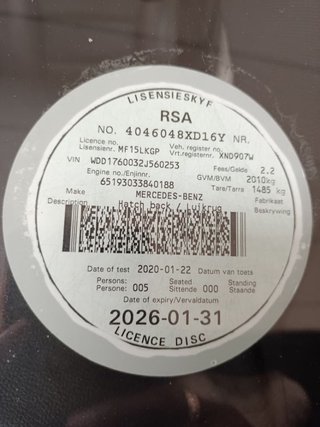 LISENSIESKYF
RSA
NO. 4046048XD16Y NR.
Licence no. Veh. register no.
Lisensienr. MF15LKGP Vrt.registernr. XND907W
VIN WDD1760032J560253
Engine no./Enjinnr. Fees/Gelde 2.2
65193033840188 GVM/BVM 2010kg
Tare/Tarra 1485 kg
Make MERCEDES-BENZ Fabrikaat
Description Hatch back / Luikrug Beskrywing
Date of test 2020-01-22 Datum van toets
Persons: Seated Standing
Persone: 005 Sittende 000 Staande
Date of expiry/Vervaldatum
2026-01-31
LICENCE DISC